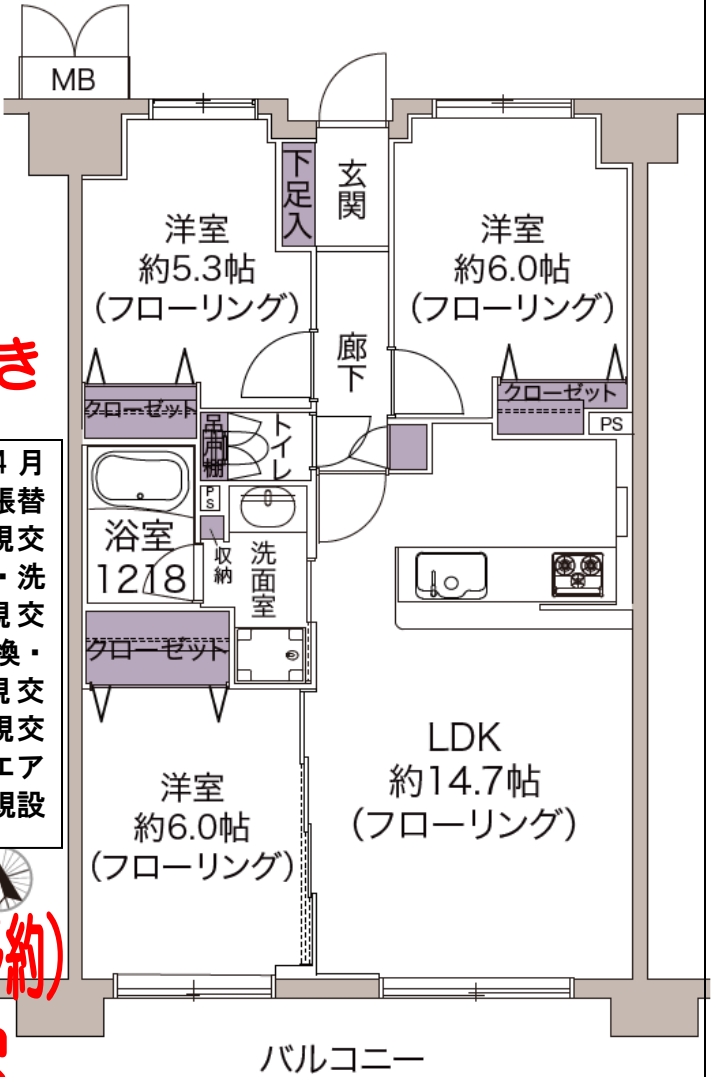 MB
下足入
玄関
洋室
約5.3帖
(フローリング)
洋室
約6.0帖
(フローリング)
廊下
き
クローゼット
クローゼット
PS
吊戸棚
トイレ
4月
張替
規交
・洗
規交
換・
規交
規交
エア
規設
PS
浴室
1218
収納
洗面室
クローゼット
LDK
約14.7帖
(フローリング)
洋室
約6.0帖
(フローリング)
約)
バルコニー